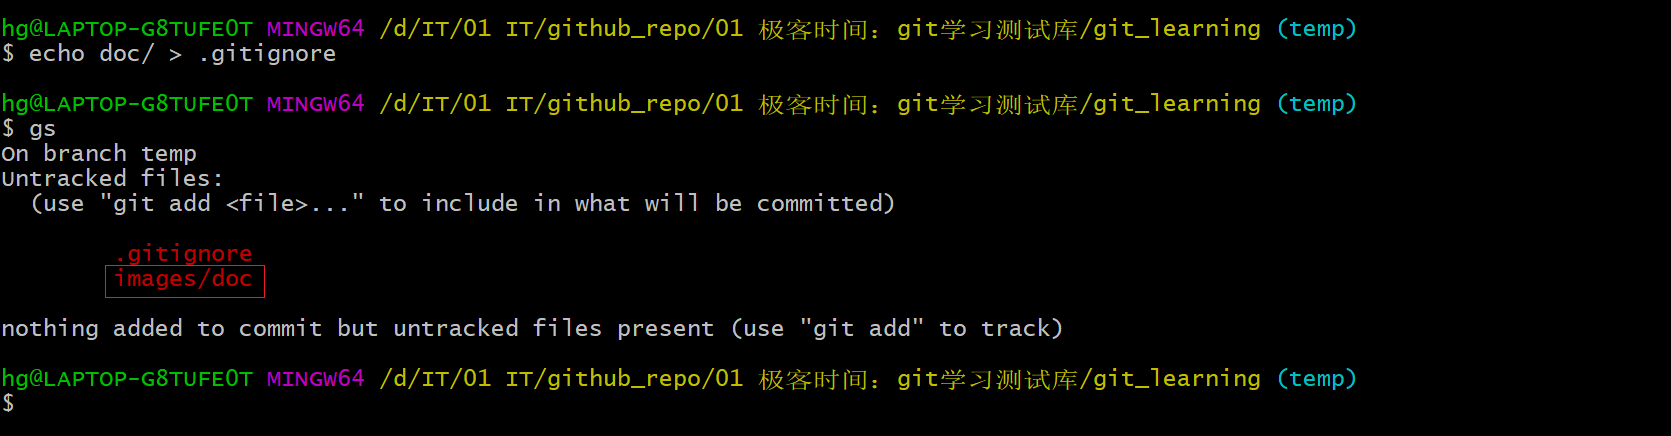 hg@LAPTOP-G8TUFE0T MINGW64 /d/IT/01 IT/github_repo/01 极客时间：git学习测试库/git_learning (temp)
$ echo doc/ > .gitignore
hg@LAPTOP-G8TUFE0T MINGW64 /d/IT/01 IT/github_repo/01 极客时间：git学习测试库/git_learning (temp)
$ gs
On branch temp
Untracked files:
  (use "git add <file>..." to include in what will be committed)
        .gitignore
        images/doc
nothing added to commit but untracked files present (use "git add" to track)
hg@LAPTOP-G8TUFE0T MINGW64 /d/IT/01 IT/github_repo/01 极客时间：git学习测试库/git_learning (temp)
$